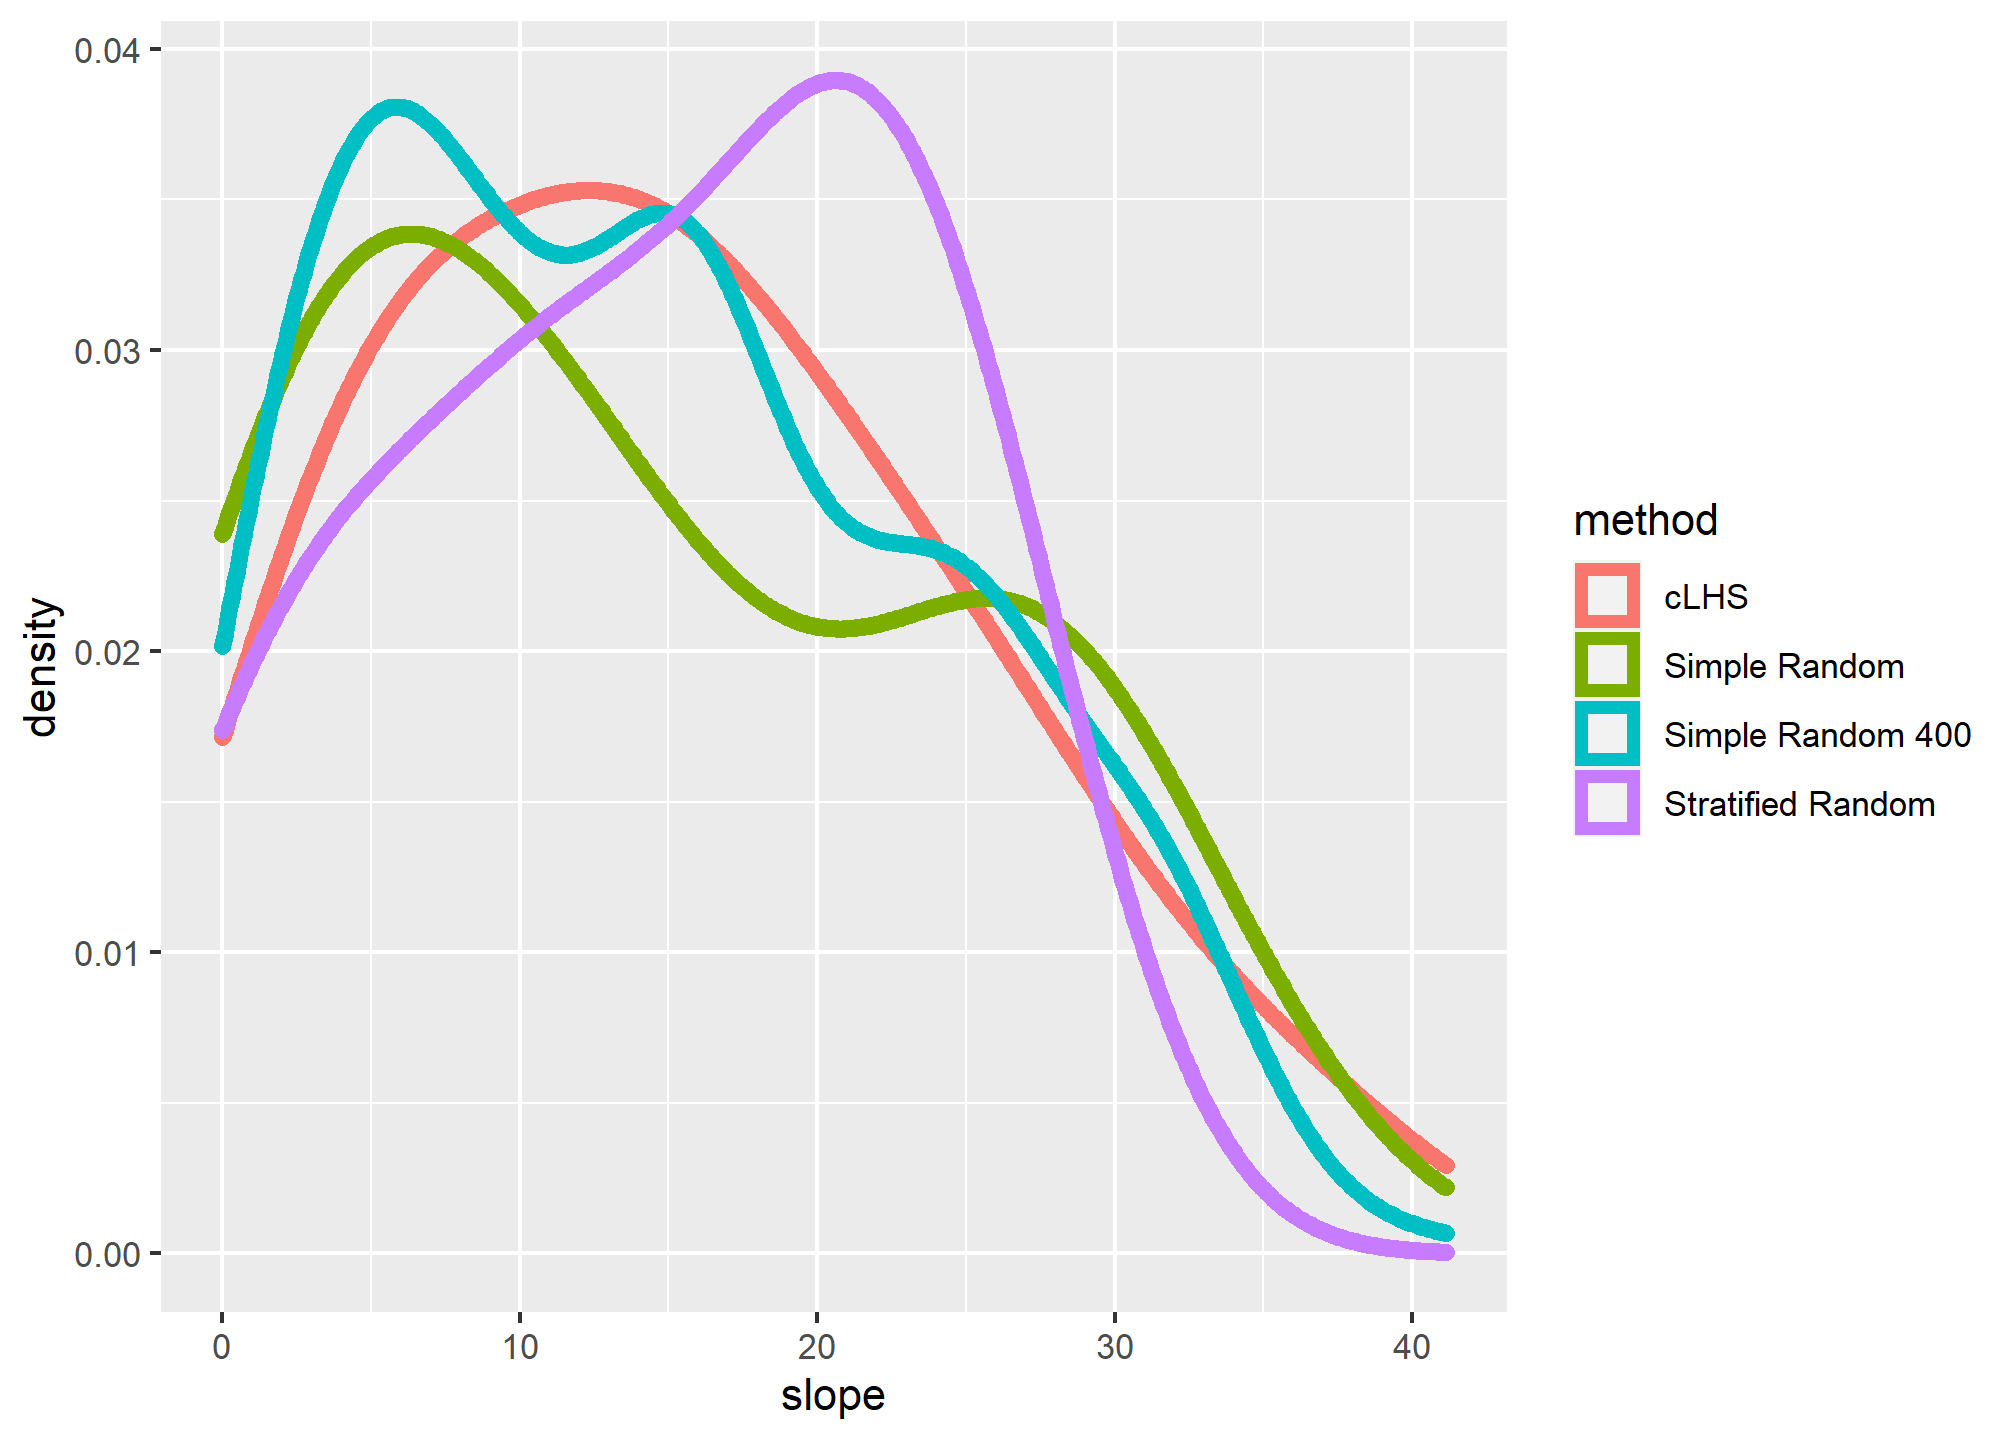 0.04
0.03
0.02
0.01
0.00
density
0
10
20
30
40
slope
method
cLHS
Simple Random
Simple Random 400
Stratified Random